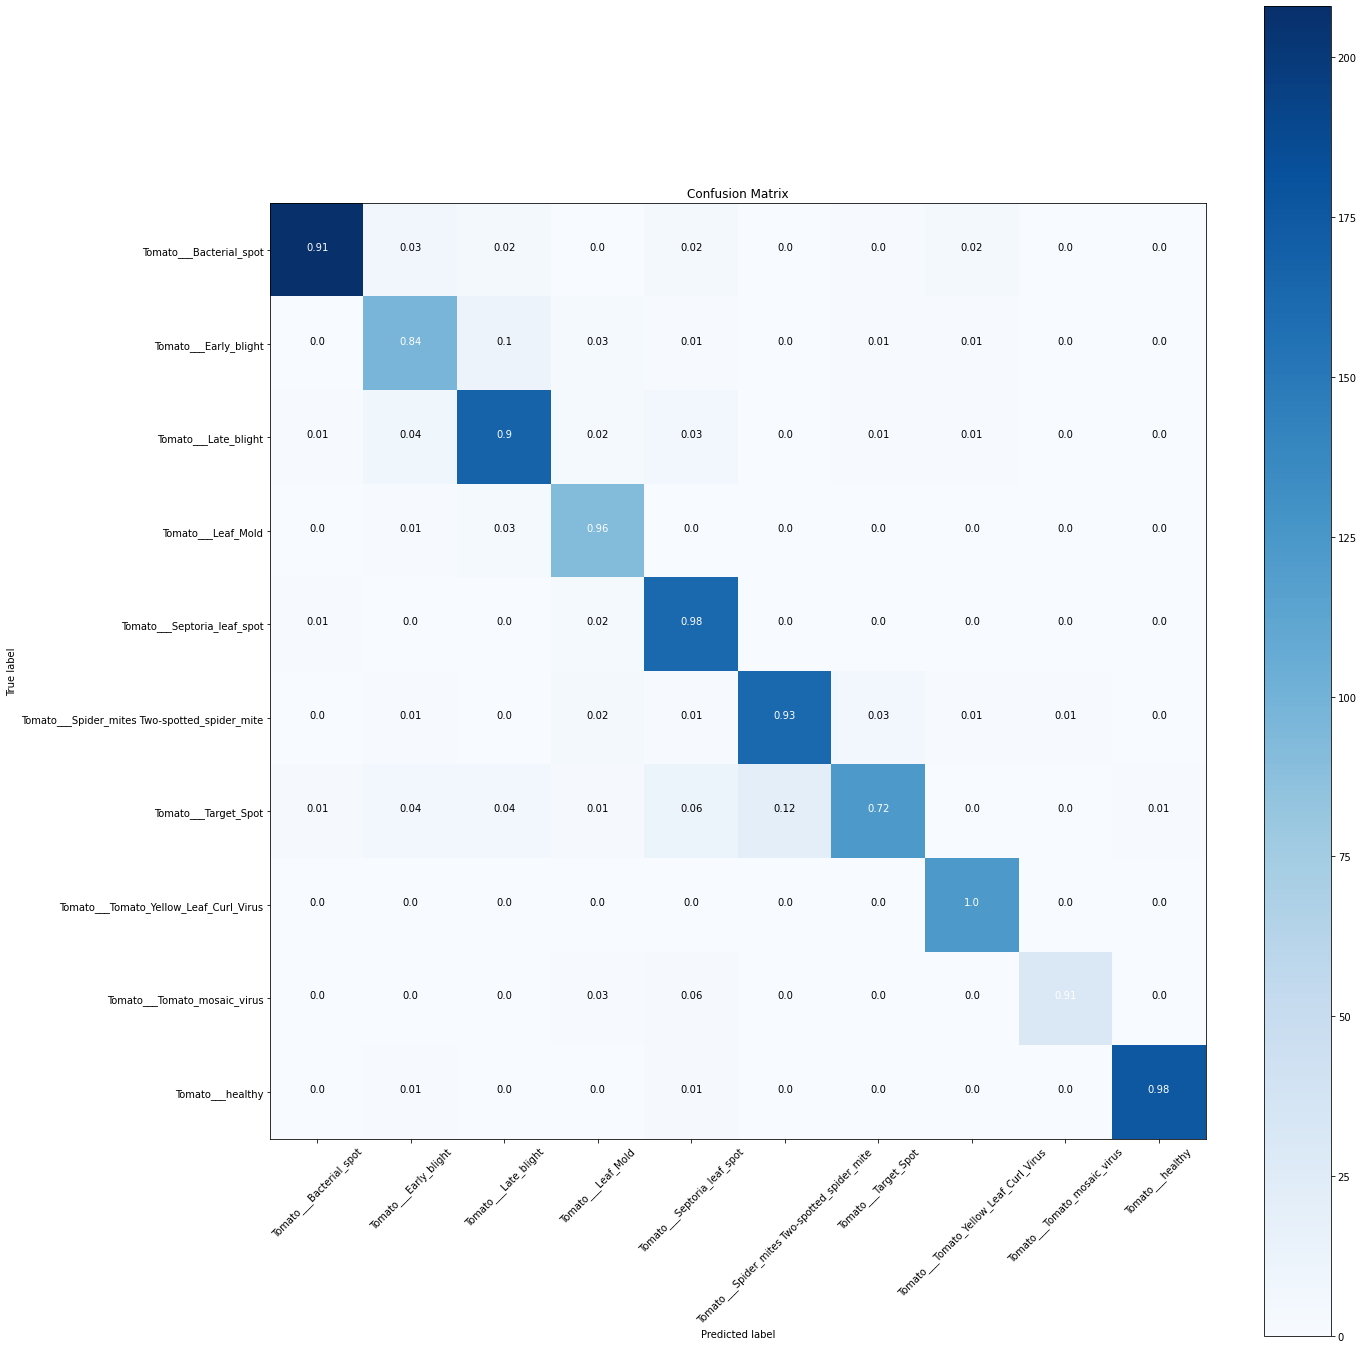 Confusion Matrix
True label
Tomato___Bacterial_spot 0.91 0.03 0.02 0.0 0.02 0.0 0.0 0.02 0.0 0.0
Tomato___Early_blight 0.0 0.84 0.1 0.03 0.01 0.0 0.01 0.01 0.0 0.0
Tomato___Late_blight 0.01 0.04 0.9 0.02 0.03 0.0 0.01 0.01 0.0 0.0
Tomato___Leaf_Mold 0.0 0.01 0.03 0.96 0.0 0.0 0.0 0.0 0.0 0.0
Tomato___Septoria_leaf_spot 0.01 0.0 0.0 0.02 0.98 0.0 0.0 0.0 0.0 0.0
Tomato___Spider_mites Two-spotted_spider_mite 0.0 0.01 0.0 0.02 0.01 0.93 0.03 0.01 0.01 0.0
Tomato___Target_Spot 0.01 0.04 0.04 0.01 0.06 0.12 0.72 0.0 0.0 0.01
Tomato___Tomato_Yellow_Leaf_Curl_Virus 0.0 0.0 0.0 0.0 0.0 0.0 0.0 1.0 0.0 0.0
Tomato___Tomato_mosaic_virus 0.0 0.0 0.0 0.03 0.06 0.0 0.0 0.0 0.91 0.0
Tomato___healthy 0.0 0.01 0.0 0.0 0.01 0.0 0.0 0.0 0.0 0.98
Tomato___Bacterial_spot
Tomato___Early_blight
Tomato___Late_blight
Tomato___Leaf_Mold
Tomato___Septoria_leaf_spot
Tomato___Spider_mites Two-spotted_spider_mite
Tomato___Target_Spot
Tomato___Tomato_Yellow_Leaf_Curl_Virus
Tomato___Tomato_mosaic_virus
Tomato___healthy
Predicted label
200
175
150
125
100
75
50
25
0